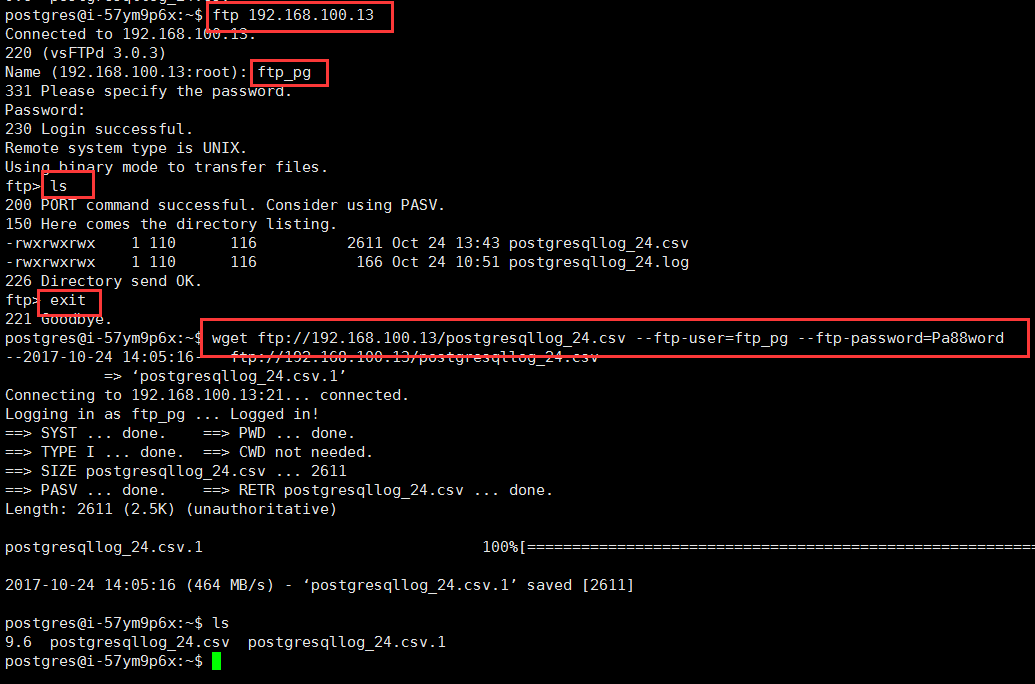 postgres@i-57ym9p6x:~$ ftp 192.168.100.13
Connected to 192.168.100.13.
220 (vsFTPd 3.0.3)
Name (192.168.100.13:root): ftp_pg
331 Please specify the password.
Password:
230 Login successful.
Remote system type is UNIX.
Using binary mode to transfer files.
ftp> ls
200 PORT command successful. Consider using PASV.
150 Here comes the directory listing.
-rwxrwxrwx    1 110      116          2611 Oct 24 13:43 postgresqllog_24.csv
-rwxrwxrwx    1 110      116           166 Oct 24 10:51 postgresqllog_24.log
226 Directory send OK.
ftp> exit
221 Goodbye.
postgres@i-57ym9p6x:~$ wget ftp://192.168.100.13/postgresqllog_24.csv --ftp-user=ftp_pg --ftp-password=Pa88word
--2017-10-24 14:05:16--  ftp://192.168.100.13/postgresqllog_24.csv
           => ‘postgresqllog_24.csv.1’
Connecting to 192.168.100.13:21... connected.
Logging in as ftp_pg ... Logged in!
==> SYST ... done.    ==> PWD ... done.
==> TYPE I ... done.  ==> CWD not needed.
==> SIZE postgresqllog_24.csv ... 2611
==> PASV ... done.    ==> RETR postgresqllog_24.csv ... done.
Length: 2611 (2.5K) (unauthoritative)
postgresqllog_24.csv.1                               100%[=========================================================
2017-10-24 14:05:16 (464 MB/s) - ‘postgresqllog_24.csv.1’ saved [2611]
postgres@i-57ym9p6x:~$ ls
9.6  postgresqllog_24.csv  postgresqllog_24.csv.1
postgres@i-57ym9p6x:~$